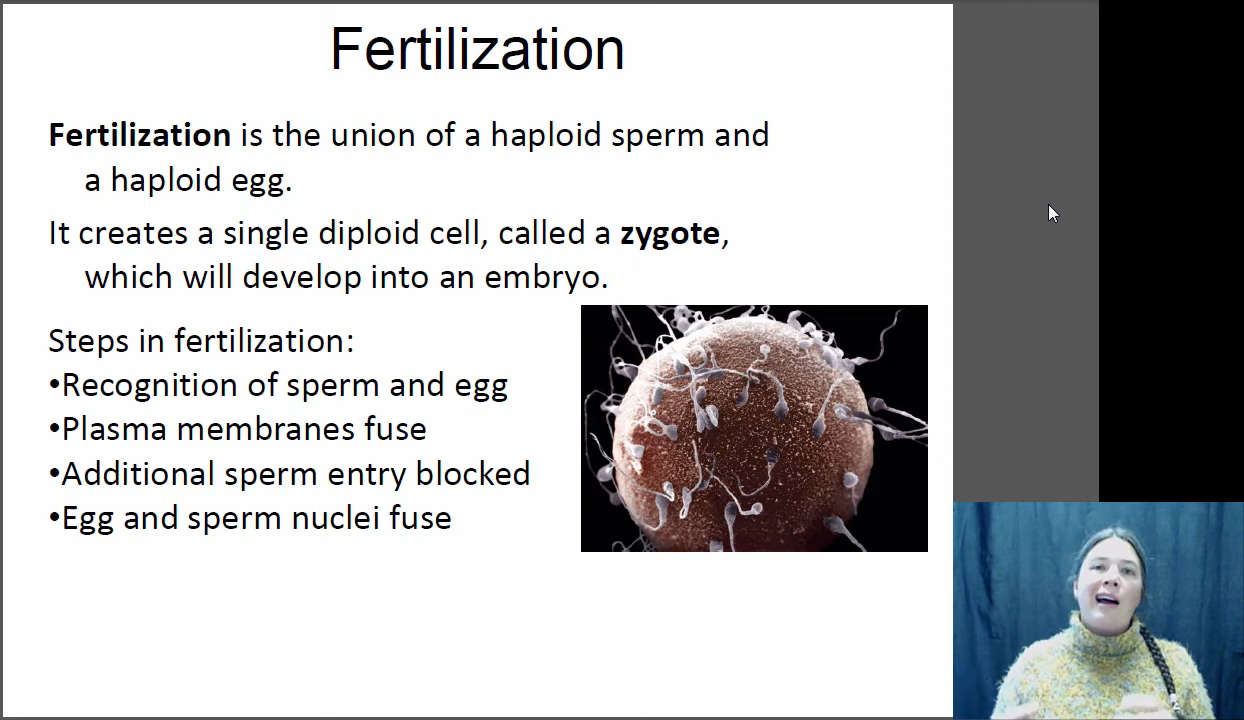 Fertilization
Fertilization is the union of a haploid sperm and
a haploid egg.
It creates a single diploid cell, called a zygote,
which will develop into an embryo.
Steps in fertilization:
•Recognition of sperm and egg
•Plasma membranes fuse
•Additional sperm entry blocked
•Egg and sperm nuclei fuse